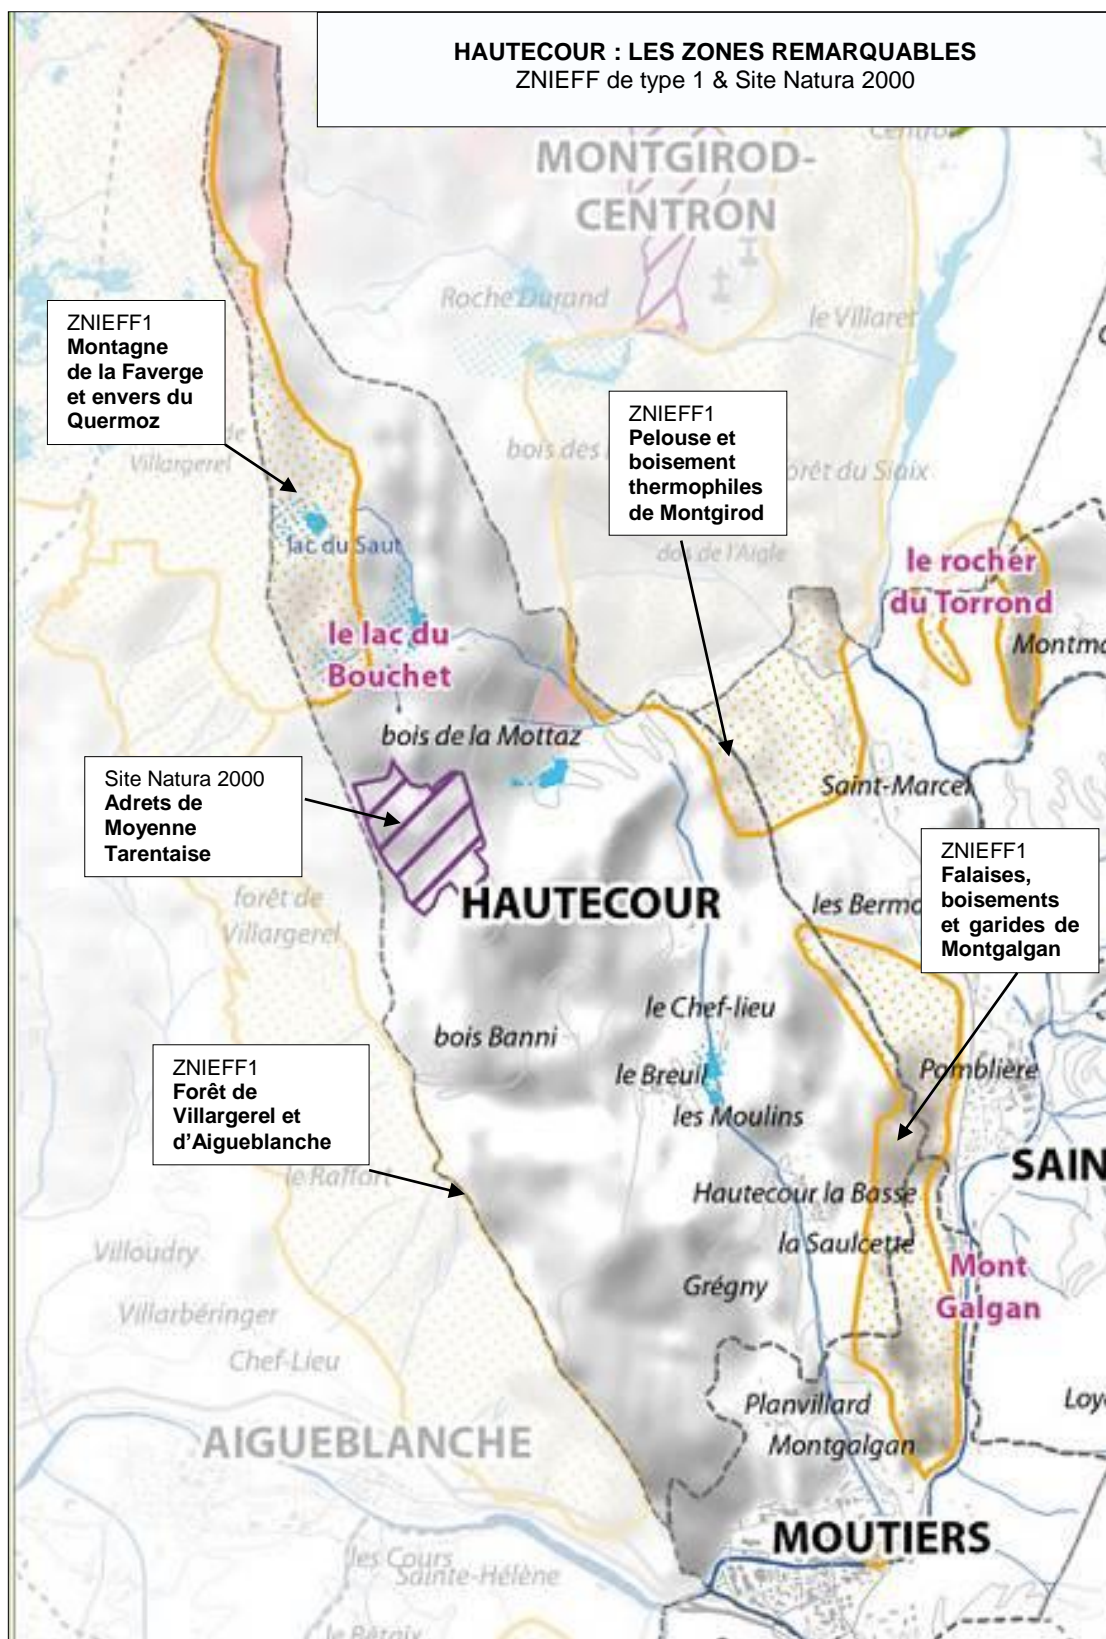 HAUTECOUR : LES ZONES REMARQUABLES
ZNIEFF de type 1 & Site Natura 2000
MONTGIROD-
CENTRON
Roche Durand
le Villaret
ZNIEFF1
Montagne
de la Faverge
et envers du
Quermoz
Villargerel
ZNIEFF1
Pelouse et
boisement
thermophiles
de Montgirod
bois des
forêt du Siaix
dos de l'Aigle
lac du Saut
le rocher
du Torrond
le lac du
Bouchet
bois de la Mottaz
Saint-Marcel
Site Natura 2000
Adrets de
Moyenne
Tarentaise
ZNIEFF1
Falaises,
boisements
et garides de
Montgalgan
forêt de
Villargerel
HAUTECOUR
les Bermo
le Chef-lieu
bois Banni
le Breuil
Pomblière
les Moulins
ZNIEFF1
Forêt de
Villargerel et
d'Aigueblanche
le Raffort
SAIN
Hautecour la Basse
la Saulcette
Villoudry
Grégny
Mont
Galgan
Villarbéringer
Chef-Lieu
Planvillard
Loye
AIGUEBLANCHE
Montgalgan
MOUTIERS
les Cours
Sainte-Hélène